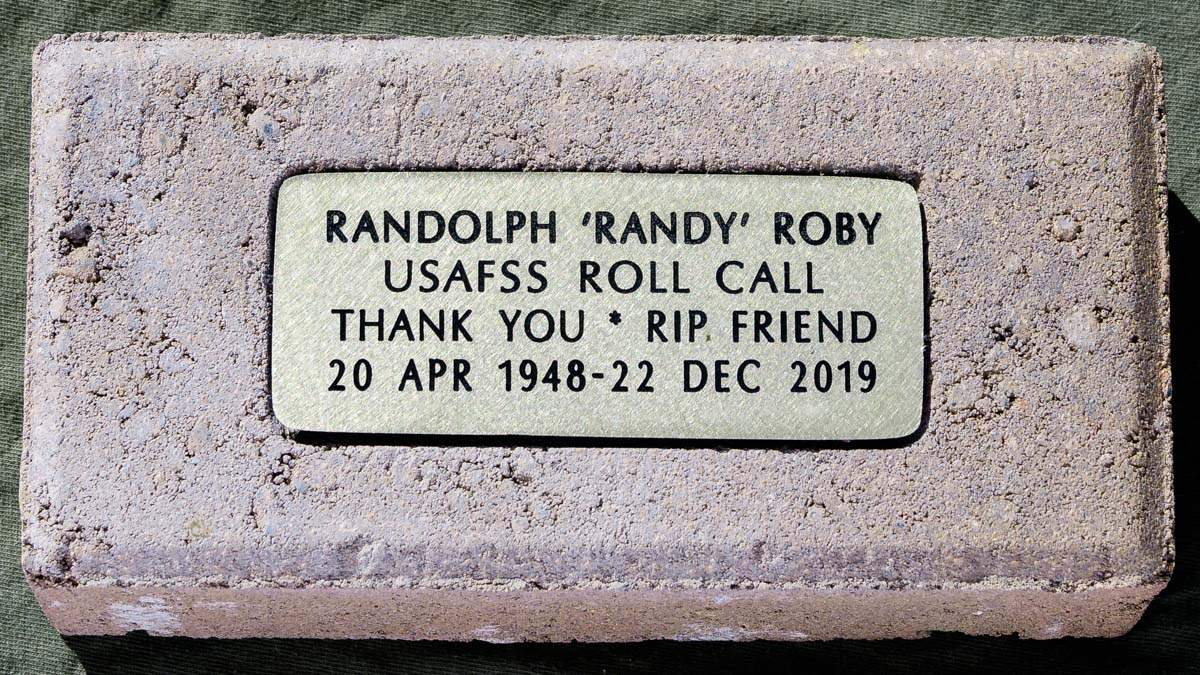 RANDOLPH 'RANDY' ROBY
USAFSS ROLL CALL
THANK YOU * RIP FRIEND
20 APR 1948-22 DEC 2019